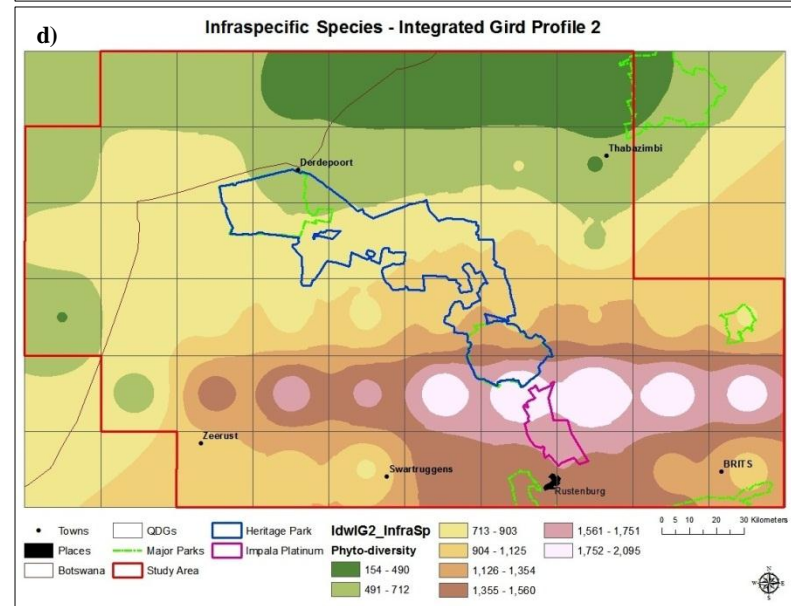 d)
Infraspecific Species - Integrated Gird Profile 2
Derdepoort
Thabazimbi
Zeerust
Swartruggens
Rustenburg
BRITS
Towns
QDGs
Heritage Park
Places
Major Parks
Impala Platinum
Botswana
Study Area
IdwIG2_InfraSp
Phyto-diversity
154 - 490
491 - 712
713 - 903
904 - 1,125
1,126 - 1,354
1,355 - 1,560
1,561 - 1,751
1,752 - 2,095
0 5 10 20 30 Kilometers
N
W E
S